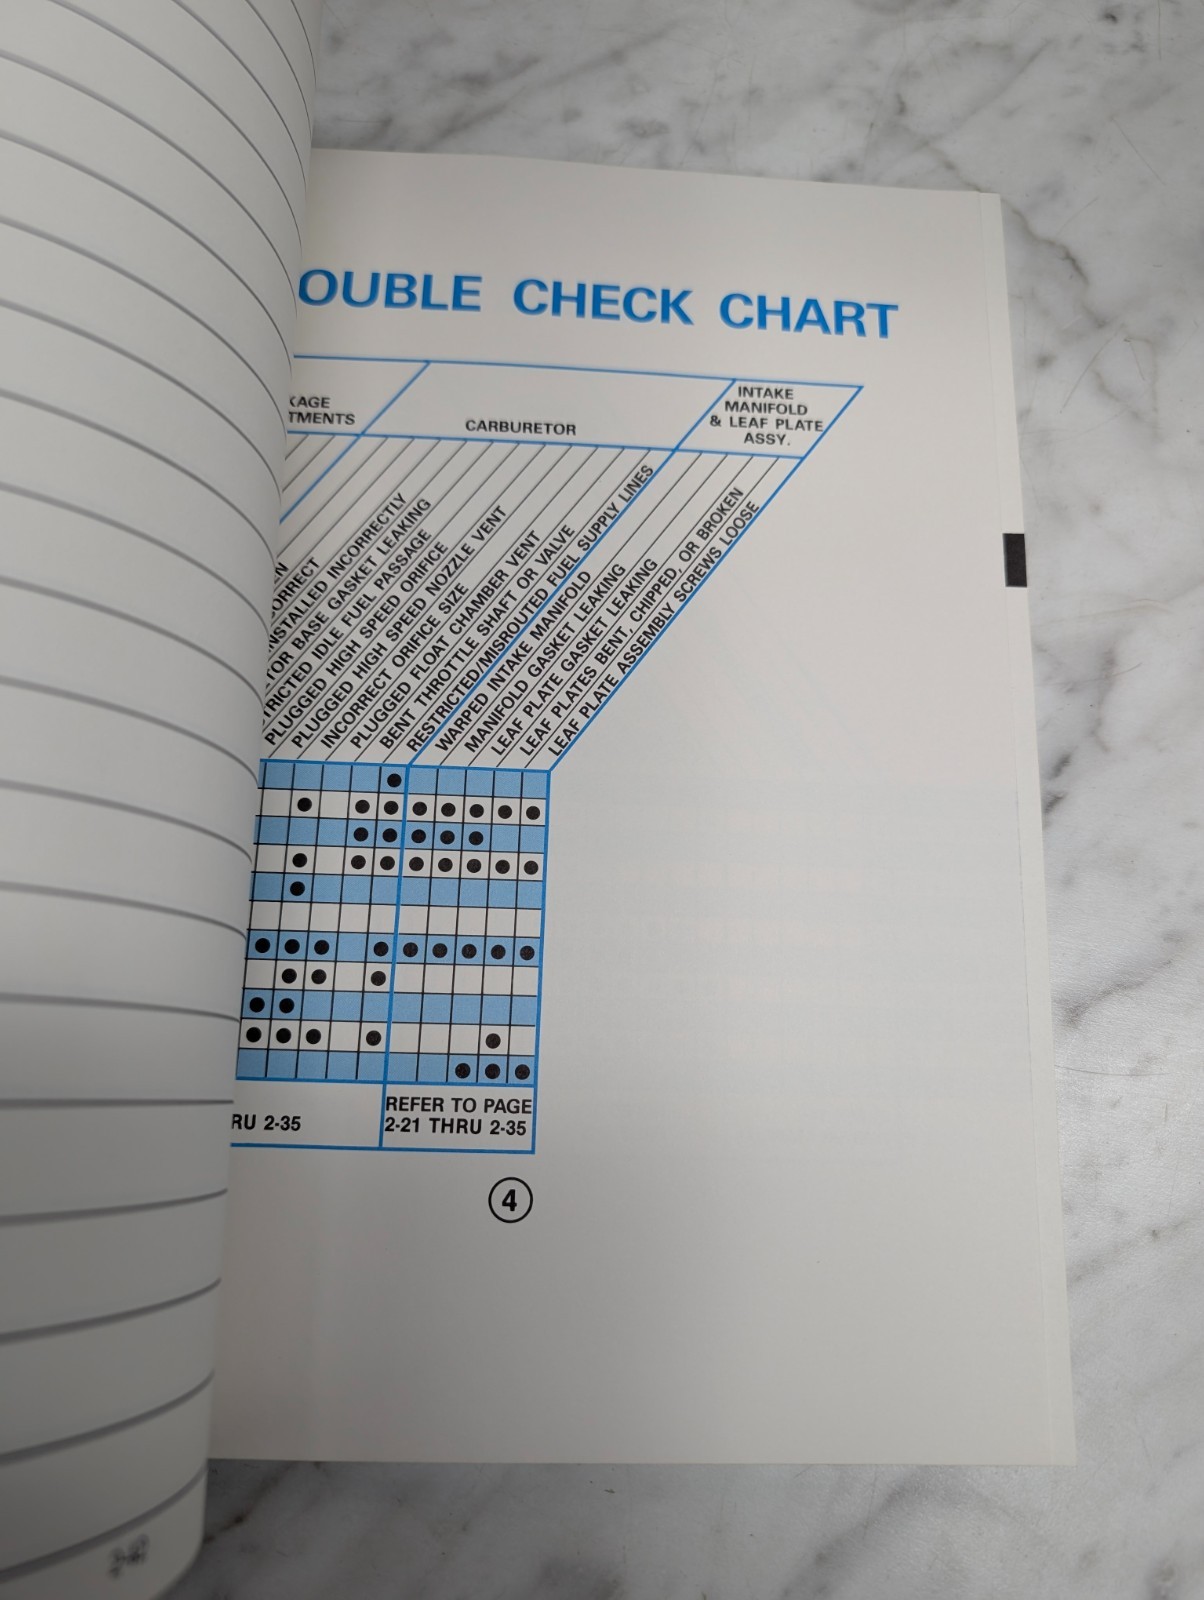 OUBLE CHECK CHART
KAGE
TMENTS
CARBURETOR
INTAKE
MANIFOLD
& LEAF PLATE
ASSY.
EN
CORRECT
INSTALLED INCORRECTLY
TOR BASE GASKET LEAKING
TRICTED IDLE FUEL PASSAGE
PLUGGED HIGH SPEED ORIFICE
PLUGGED HIGH SPEED NOZZLE VENT
INCORRECT ORIFICE SIZE
PLUGGED FLOAT CHAMBER VENT
BENT THROTTLE SHAFT OR VALVE
RESTRICTED/MISROUTED FUEL SUPPLY LINES
WARPED INTAKE MANIFOLD
MANIFOLD GASKET LEAKING
LEAF PLATE GASKET LEAKING
LEAF PLATES BENT, CHIPPED, OR BROKEN
LEAF PLATE ASSEMBLY SCREWS LOOSE
RU 2-35
REFER TO PAGE
2-21 THRU 2-35
4